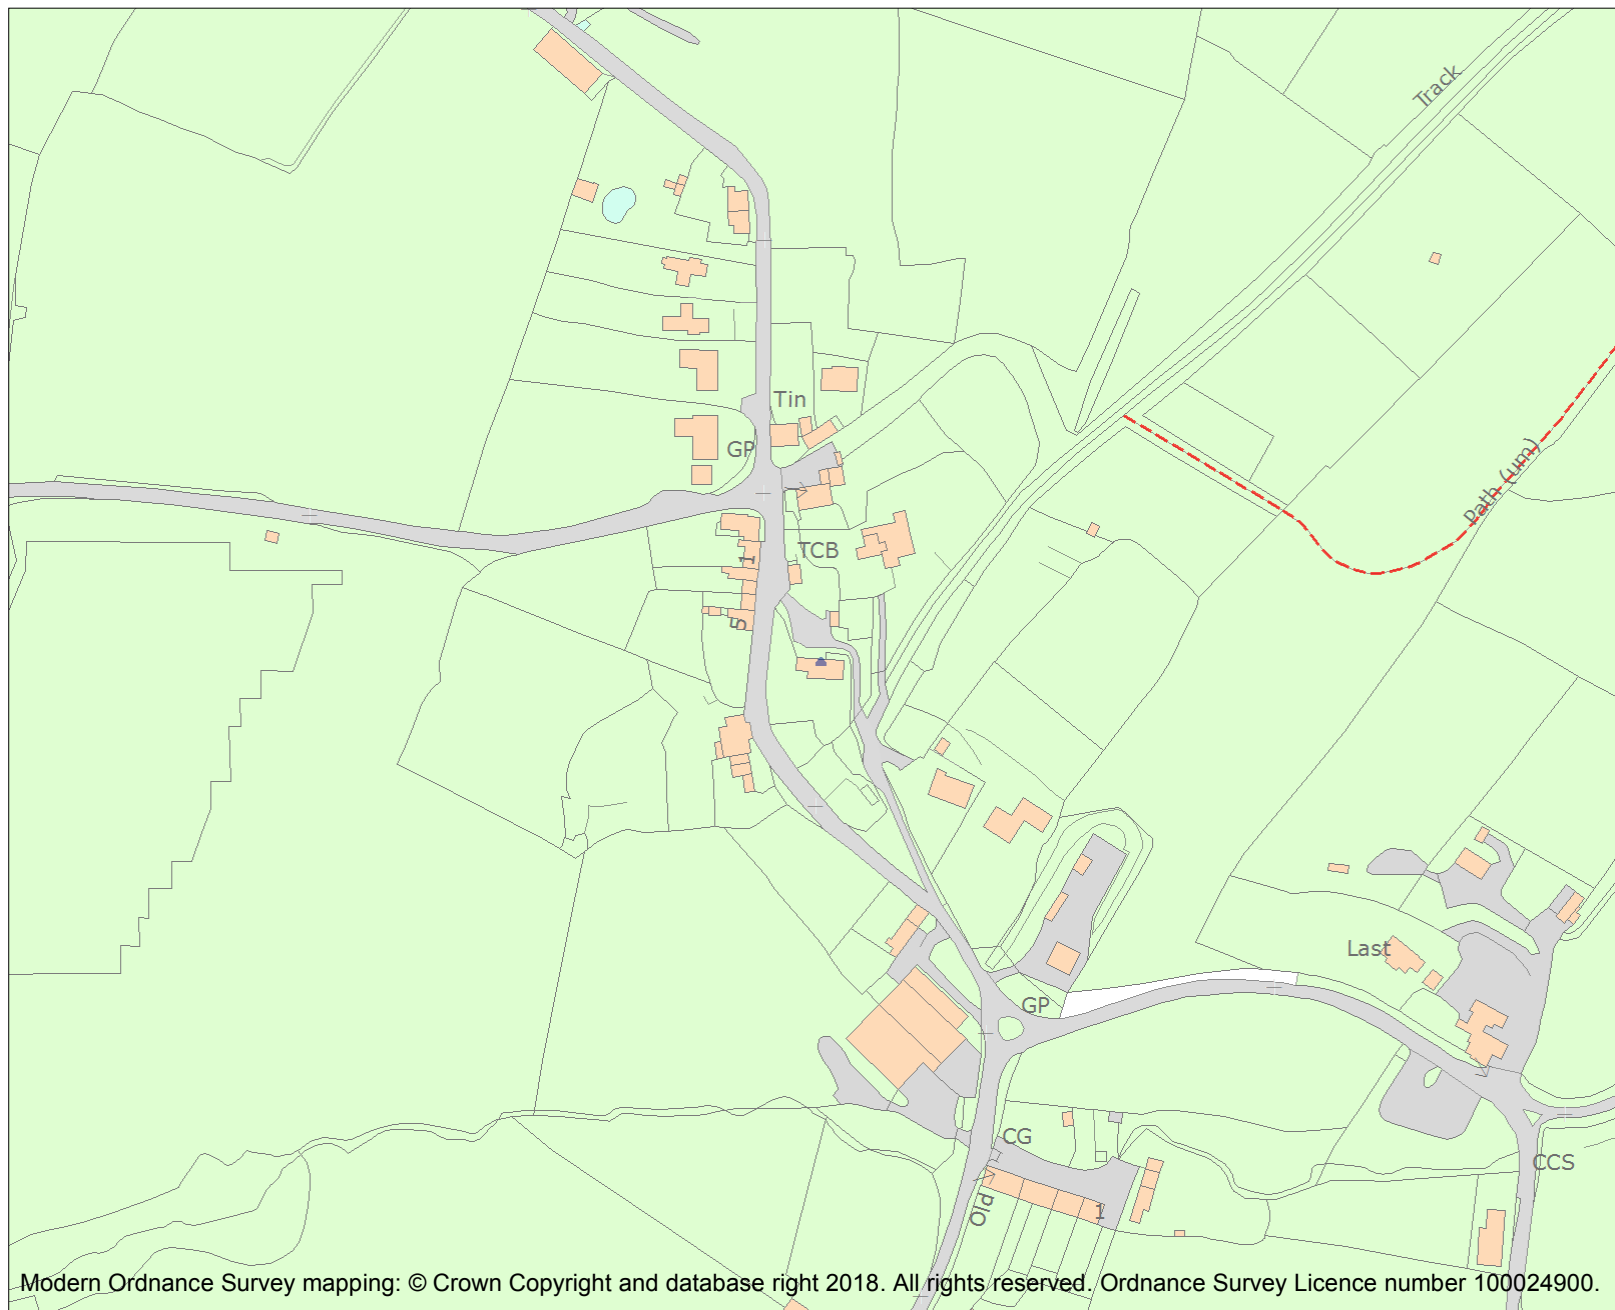 Track
Tin
GP
Path (um)
TCB
1
5
Last
GP
CG
CCS
Old
1
Modern Ordnance Survey mapping: © Crown Copyright and database right 2018. All rights reserved. Ordnance Survey Licence number 100024900.